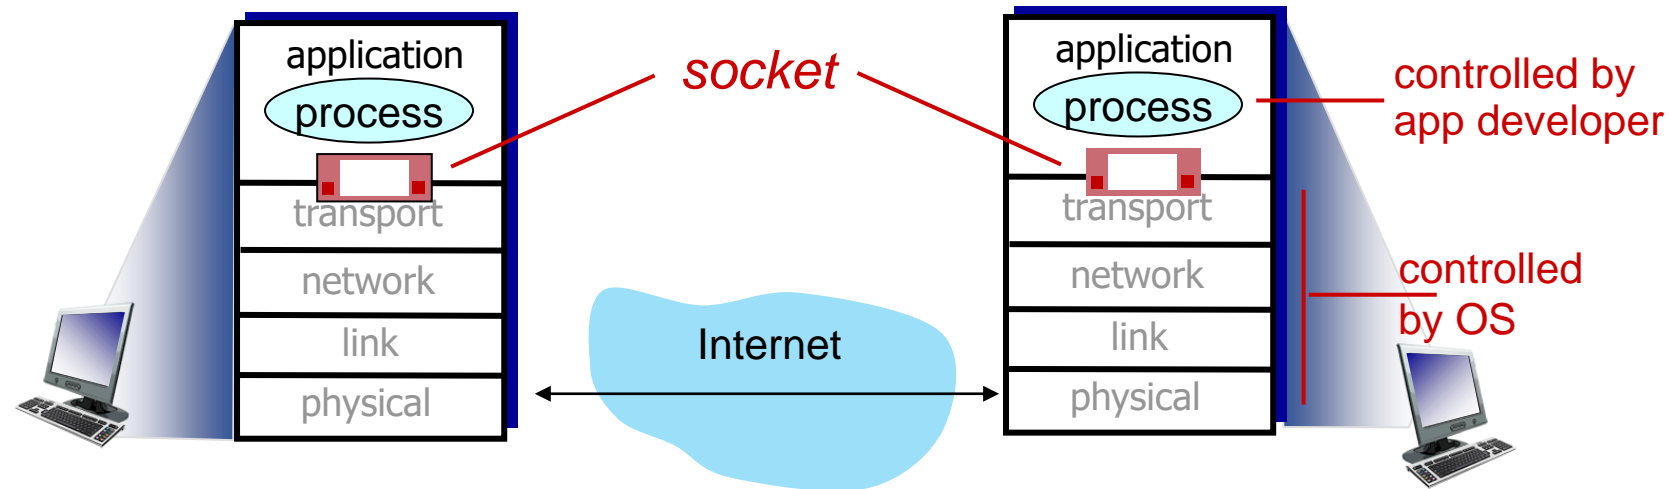 application
process
transport
network
link
physical
socket
Internet
application
process
transport
network
link
physical
controlled by
app developer
controlled
by OS